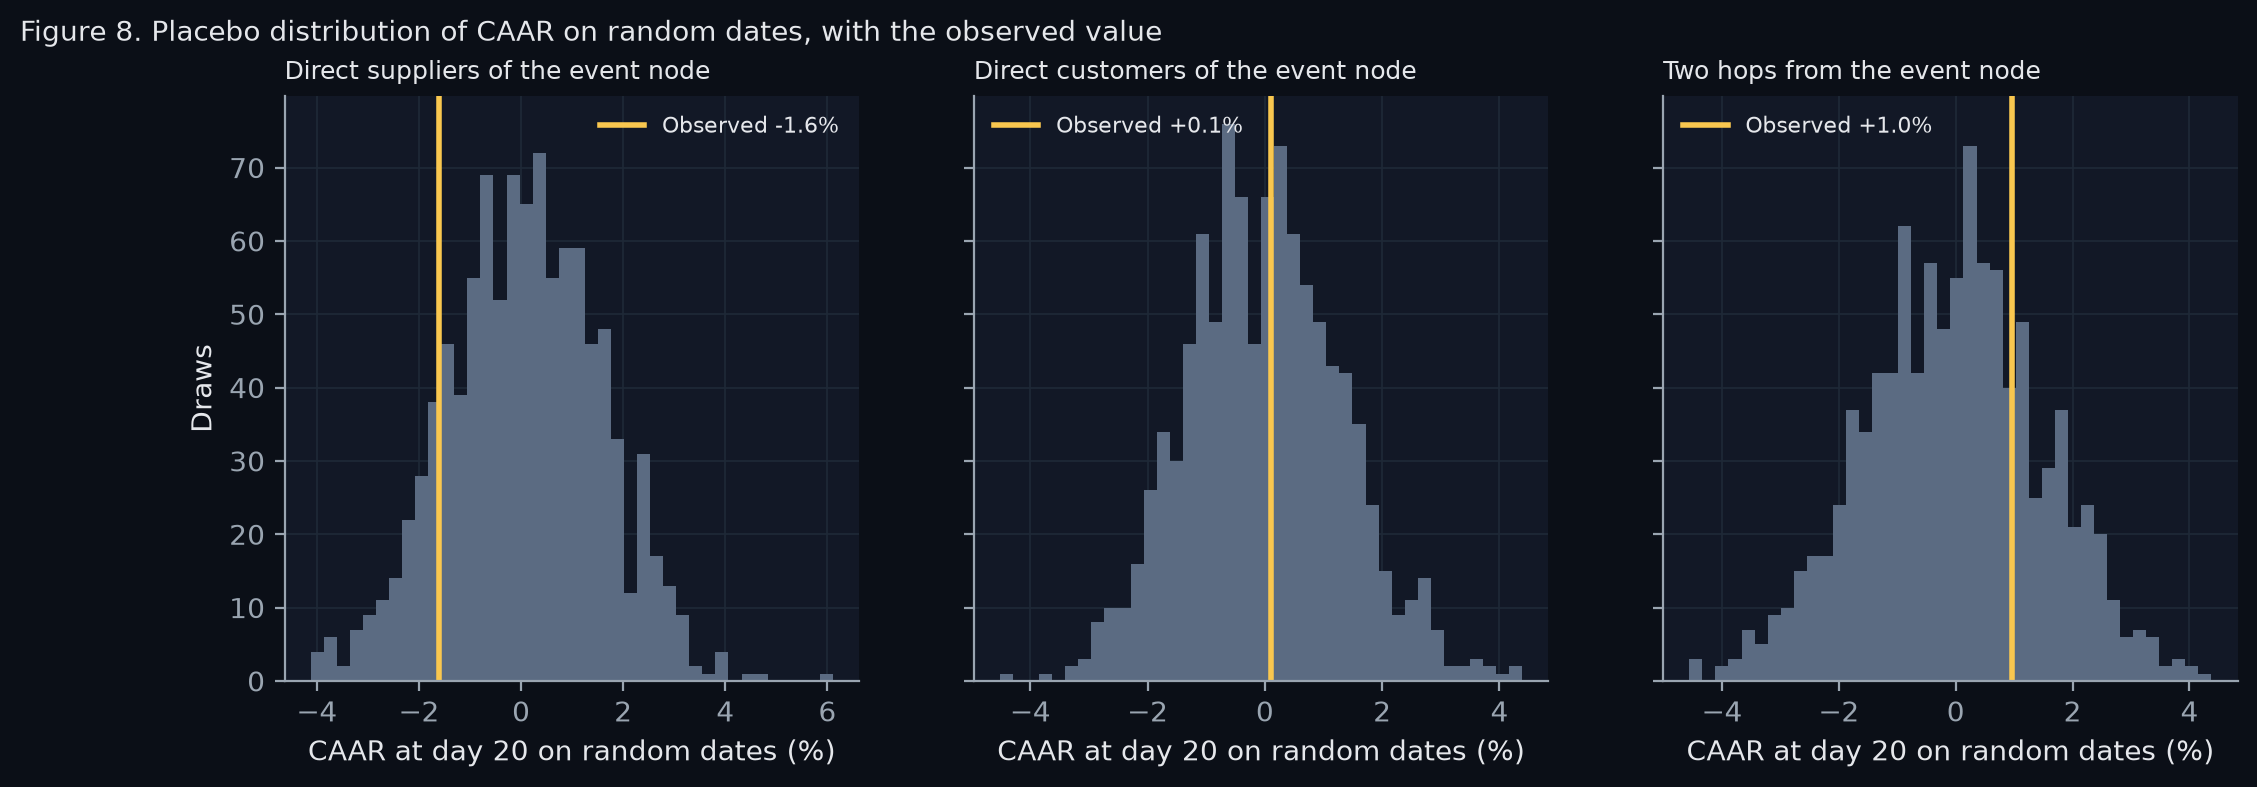 Figure 8. Placebo distribution of CAAR on random dates, with the observed value
Direct suppliers of the event node
Observed -1.6%
Draws
70
60
50
40
30
20
10
0
−4 −2 0 2 4 6
CAAR at day 20 on random dates (%)
Direct customers of the event node
Observed +0.1%
−4 −2 0 2 4
CAAR at day 20 on random dates (%)
Two hops from the event node
Observed +1.0%
−4 −2 0 2 4
CAAR at day 20 on random dates (%)